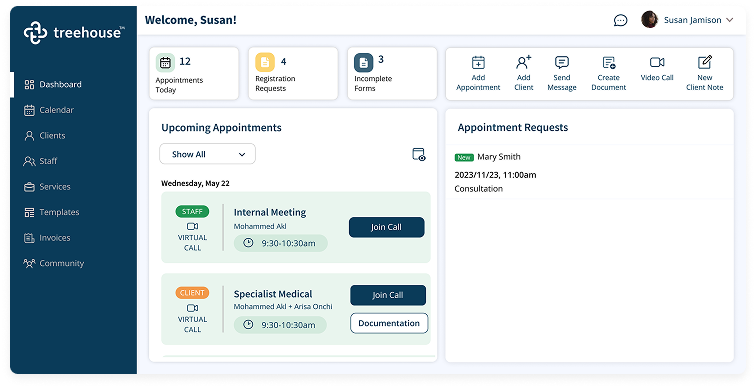 treehouse™
Welcome, Susan!
Susan Jamison
Dashboard
Calendar
Clients
Staff
Services
Templates
Invoices
Community
12
Appointments
Today
4
Registration
Requests
3
Incomplete
Forms
Add
Appointment
Add
Client
Send
Message
Create
Document
Video Call
New
Client Note
Upcoming Appointments
Show All
Wednesday, May 22
STAFF
VIRTUAL
CALL
Internal Meeting
Mohammed Akl
9:30-10:30am
Join Call
CLIENT
VIRTUAL
CALL
Specialist Medical
Mohammed Akl + Arisa Onchi
9:30-10:30am
Join Call
Documentation
Appointment Requests
New Mary Smith
2023/11/23, 11:00am
Consultation